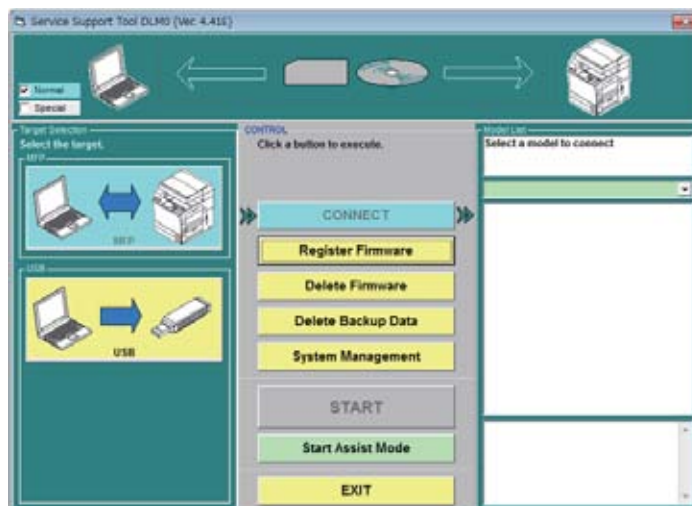 Service Support Tool DLM0 (Ver. 4.41E)
Normal
Special
Target Selection
Select the target.
MFP
MFP
USB
USB
CONTROL
Click a button to execute.
CONNECT
Register Firmware
Delete Firmware
Delete Backup Data
System Management
START
Start Assist Mode
EXIT
Model List
Select a model to connect